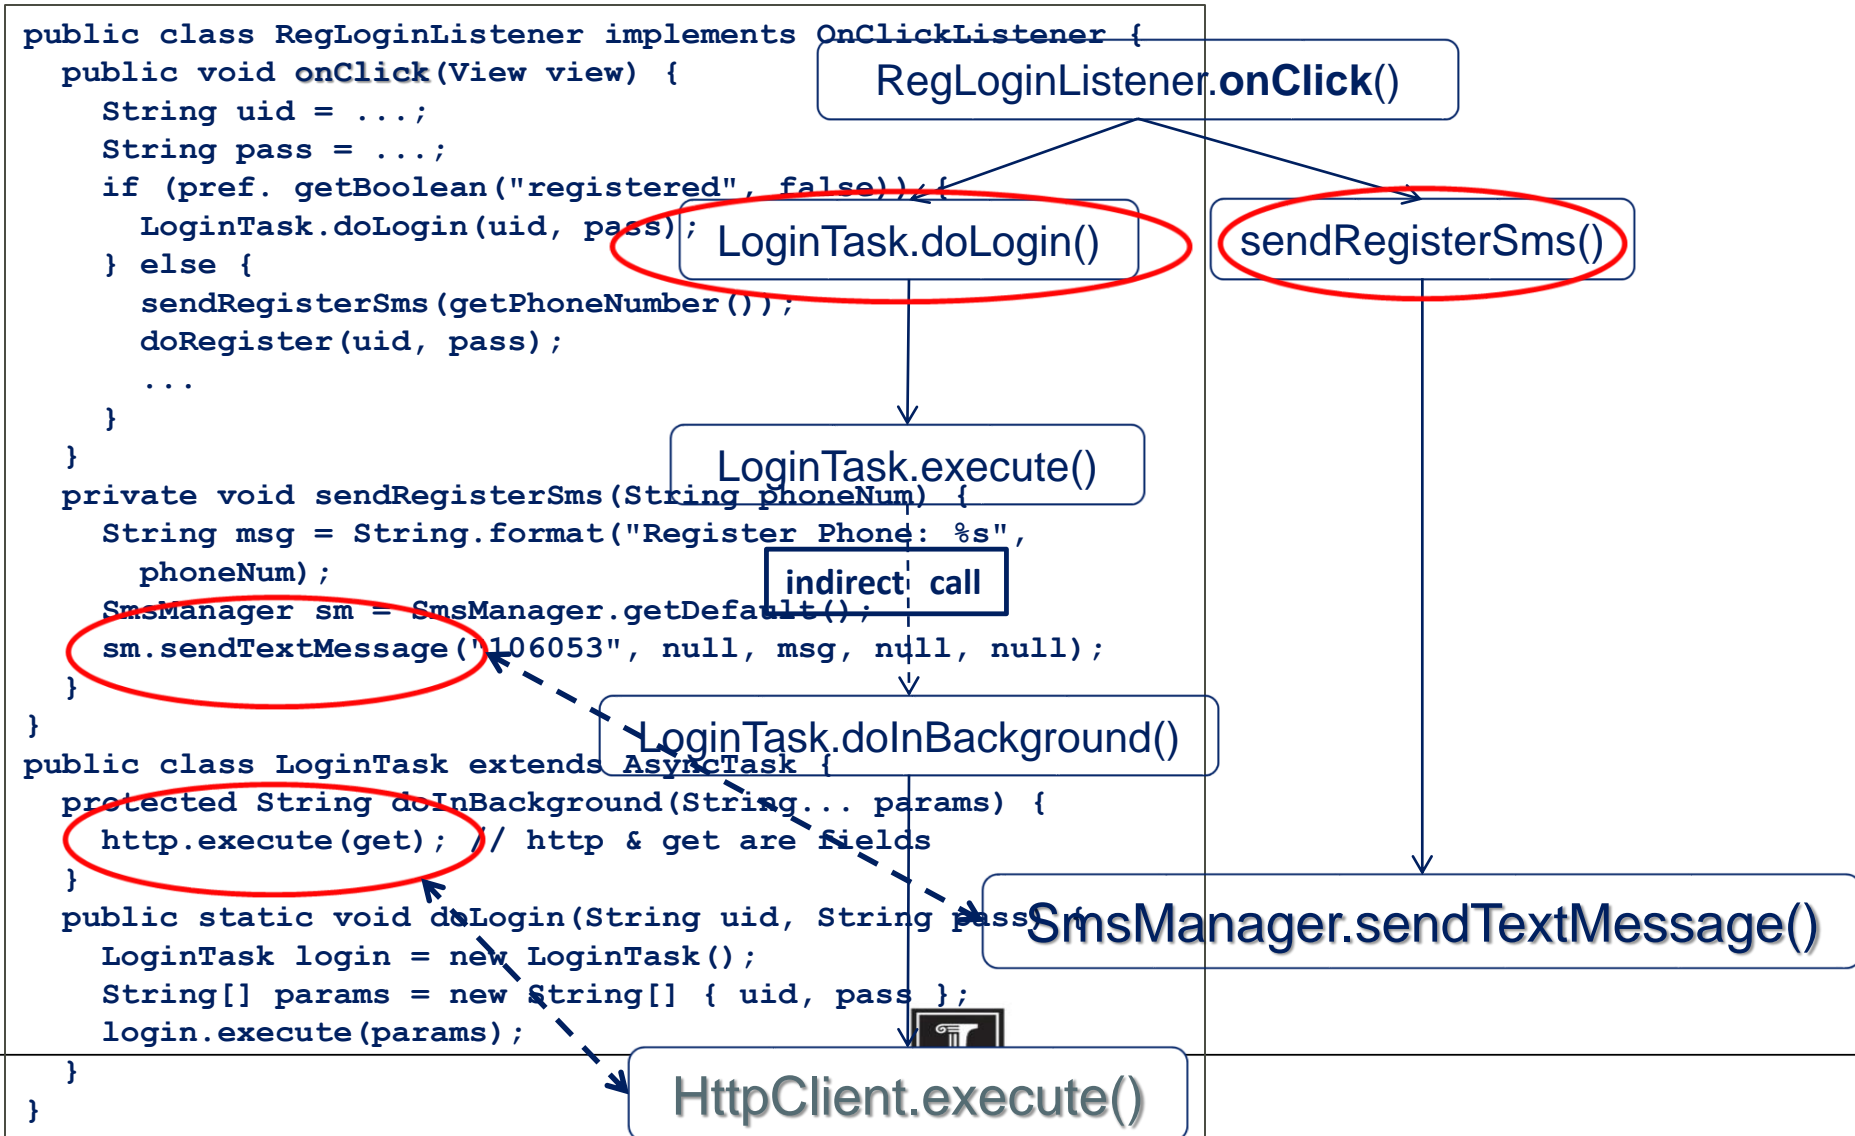 public class RegLoginListener implements OnClickListener {
public void onClick(View view) {
String uid = ...;
String pass = ...;
if (pref. getBoolean("registered", false)) {
LoginTask.doLogin(uid, pass);
} else {
sendRegisterSms(getPhoneNumber());
doRegister(uid, pass);
...
}
}
private void sendRegisterSms(String phoneNum) {
String msg = String.format("Register Phone: %s",
phoneNum);
SmsManager sm = SmsManager.getDefault();
sm.sendTextMessage("106053", null, msg, null, null);
}
}
public class LoginTask extends AsyncTask {
protected String doInBackground(String... params) {
http.execute(get); // http & get are fields
}
public static void doLogin(String uid, String pass) {
LoginTask login = new LoginTask();
String[] params = new String[] { uid, pass };
login.execute(params);
}
}
RegLoginListener.onClick()
LoginTask.doLogin()
sendRegisterSms()
LoginTask.execute()
indirect call
LoginTask.doInBackground()
SmsManager.sendTextMessage()
HttpClient.execute()